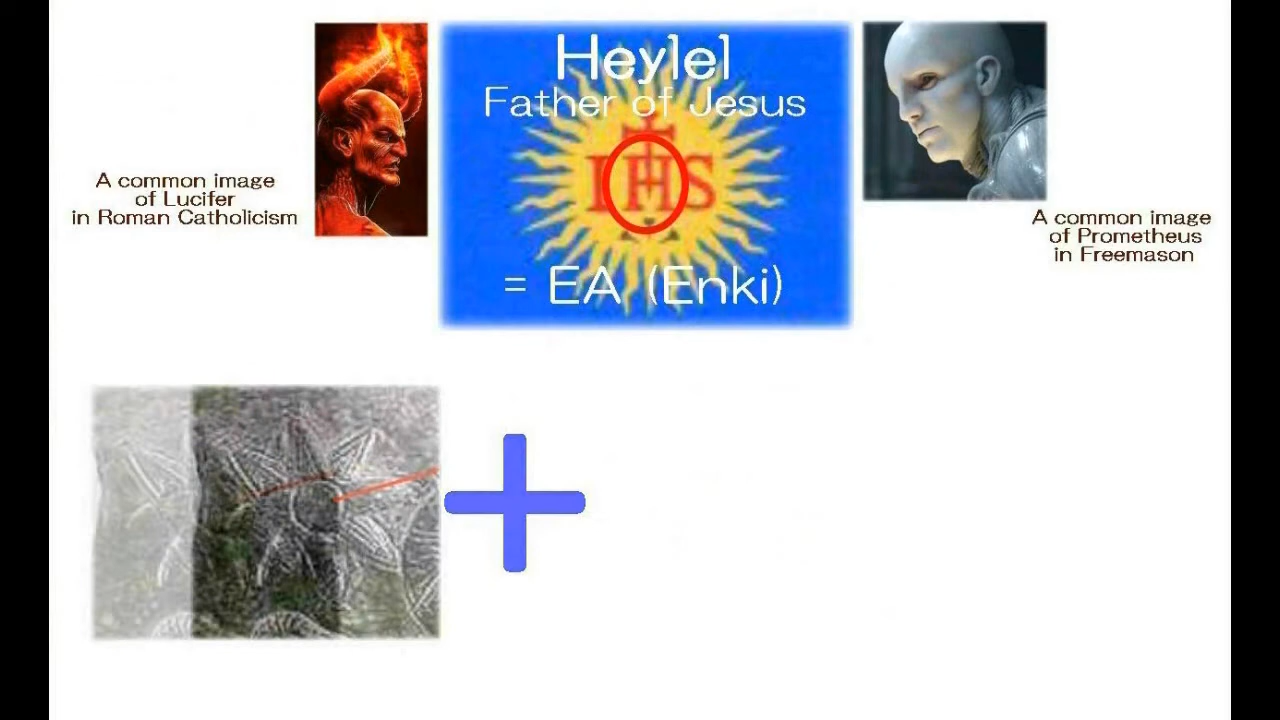 Heylel
Father of Jesus
IHS
= EA (Enki)
A common image
of Lucifer
in Roman Catholicism
A common image
of Prometheus
in Freemason